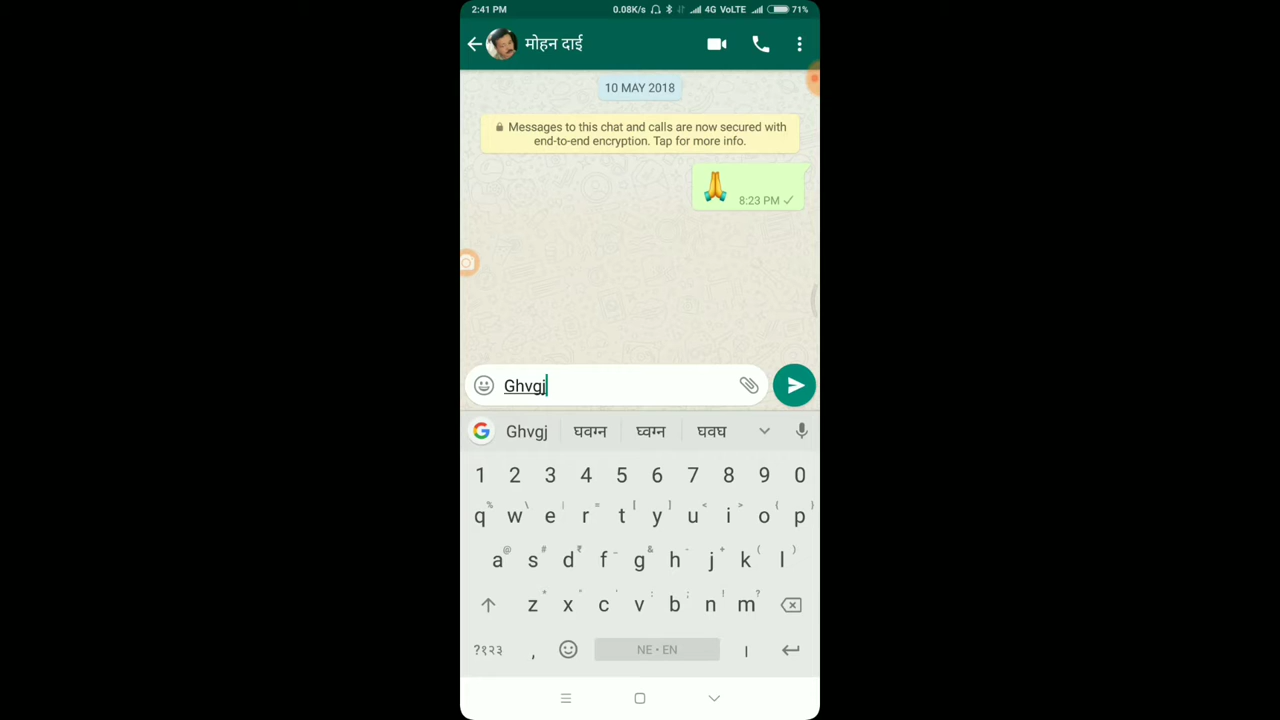 2:41 PM 0.08K/s 4G VoLTE 71%
मोहन दाई
10 MAY 2018
Messages to this chat and calls are now secured with
end-to-end encryption. Tap for more info.
🙏 8:23 PM
Ghvgj
G Ghvgj घवग्न घ्वग्न घवघ
1 2 3 4 5 6 7 8 9 0
% \ | = [ ] < > { }
q w e r t y u i o p
@ # ₹ _ & - + ( )
a s d f g h j k l
* " ' : ; ! ?
z x c v b n m
?१२३ , NE • EN ।